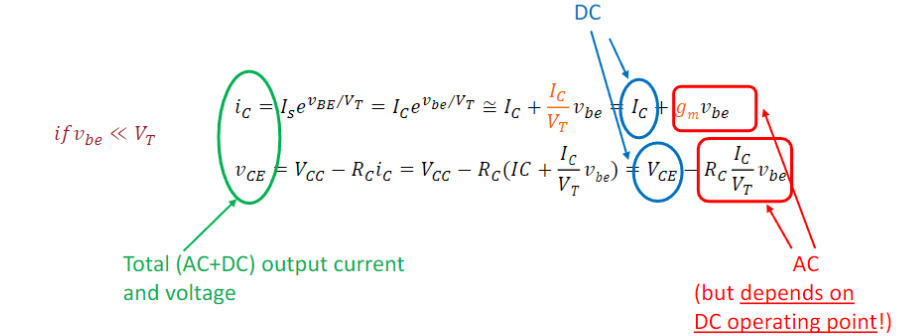 DC
i_C = I_s e^{v_{BE}/V_T} = I_C e^{v_{be}/V_T} ≅ I_C + \frac{I_C}{V_T} v_{be} = I_C + g_m v_{be}
if v_{be} ≪ V_T
v_{CE} = V_{CC} − R_C i_C = V_{CC} − R_C(IC + \frac{I_C}{V_T} v_{be}) = V_{CE} − R_C \frac{I_C}{V_T} v_{be}
Total (AC+DC) output current
and voltage
AC
(but depends on
DC operating point!)